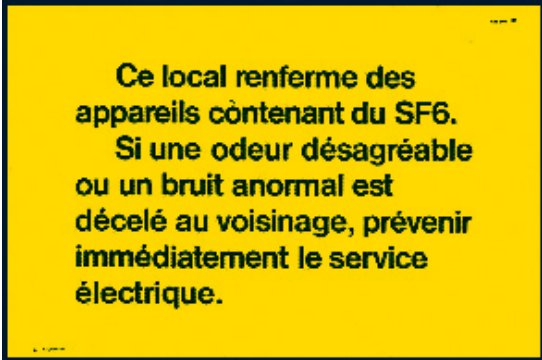 Ce local renferme des
appareils contenant du SF6.
Si une odeur désagréable
ou un bruit anormal est
décelé au voisinage, prévenir
immédiatement le service
électrique.